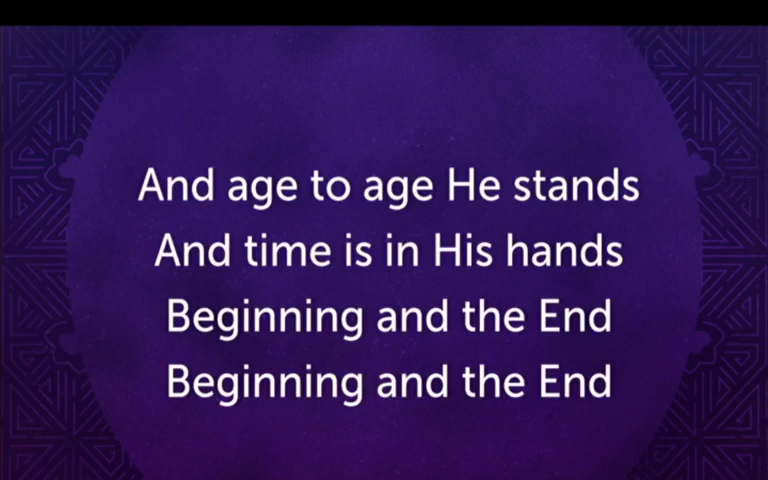 And age to age He stands
And time is in His hands
Beginning and the End
Beginning and the End